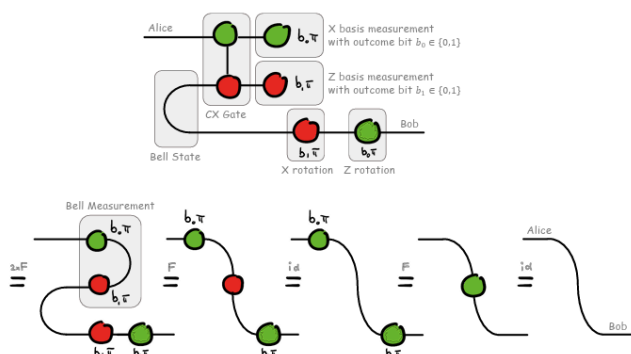 Alice
b₀π
X basis measurement
with outcome bit b₀ ∈ {0,1}
b₁π
Z basis measurement
with outcome bit b₁ ∈ {0,1}
CX Gate
Bell State
Bob
b₁π
b₀π
X rotation
Z rotation
Bell Measurement
b₀π
b₀π
b₀π
Alice
2xF
=
F
=
id
=
F
=
id
=
b₁π
Bob
b₁π
b₀π
b₀π
b₀π